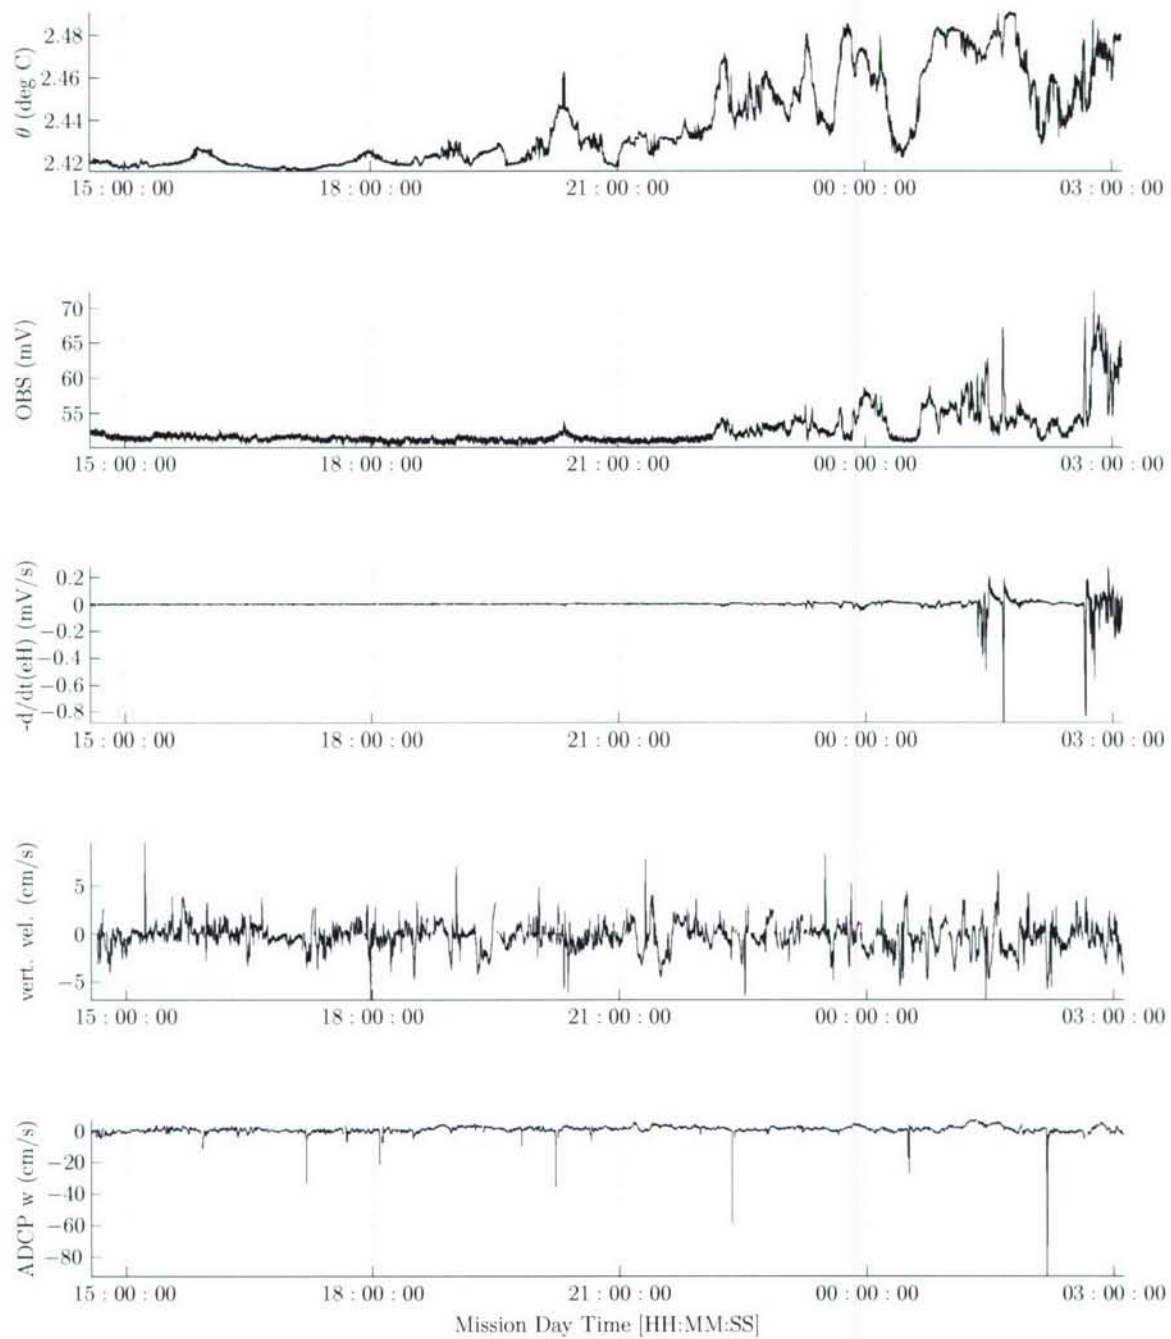 θ (deg C)
2.48
2.46
2.44
2.42
15 : 00 : 00 18 : 00 : 00 21 : 00 : 00 00 : 00 : 00 03 : 00 : 00
OBS (mV)
70
65
60
55
15 : 00 : 00 18 : 00 : 00 21 : 00 : 00 00 : 00 : 00 03 : 00 : 00
-d/dt(eH) (mV/s)
0.2
0
−0.2
−0.4
−0.6
−0.8
15 : 00 : 00 18 : 00 : 00 21 : 00 : 00 00 : 00 : 00 03 : 00 : 00
vert. vel. (cm/s)
5
0
−5
15 : 00 : 00 18 : 00 : 00 21 : 00 : 00 00 : 00 : 00 03 : 00 : 00
ADCP w (cm/s)
0
−20
−40
−60
−80
15 : 00 : 00 18 : 00 : 00 21 : 00 : 00 00 : 00 : 00 03 : 00 : 00
Mission Day Time [HH:MM:SS]